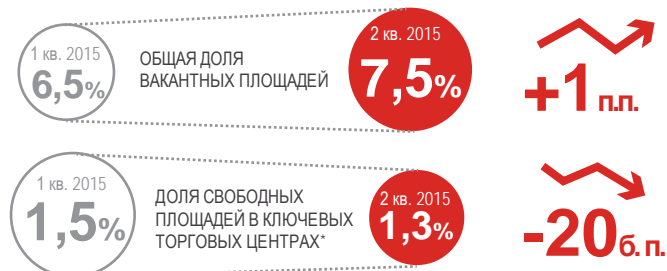 1 кв. 2015
6,5%
ОБЩАЯ ДОЛЯ
ВАКАНТНЫХ ПЛОЩАДЕЙ
2 кв. 2015
7,5%
+1 п.п.
1 кв. 2015
1,5%
ДОЛЯ СВОБОДНЫХ
ПЛОЩАДЕЙ В КЛЮЧЕВЫХ
ТОРГОВЫХ ЦЕНТРАХ*
2 кв. 2015
1,3%
-20 б. п.